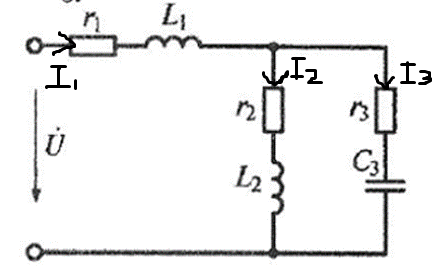 r₁ L₁
I₁ I₂ I₃
r₂ r₃
U̇
L₂ C₃